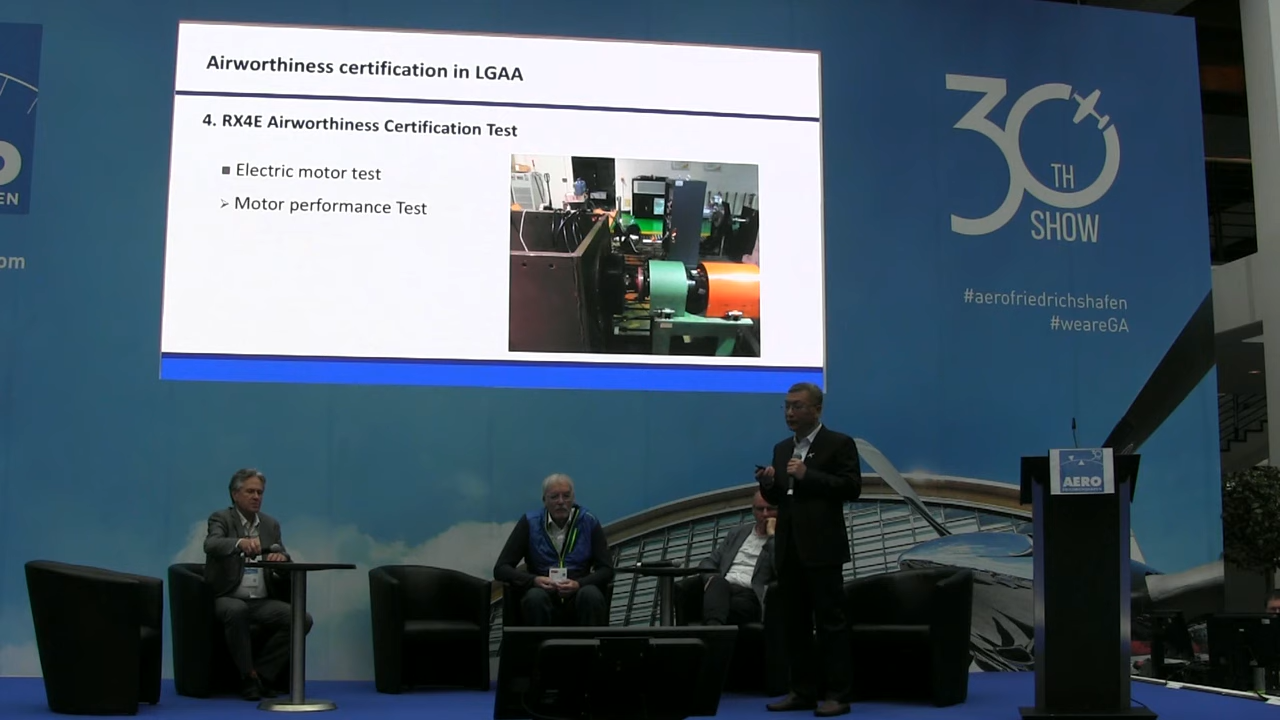 Airworthiness certification in LGAA
4. RX4E Airworthiness Certification Test
Electric motor test
Motor performance Test
30
TH
SHOW
#aerofriedrichshafen
#weareGA
O
EN
om
AERO